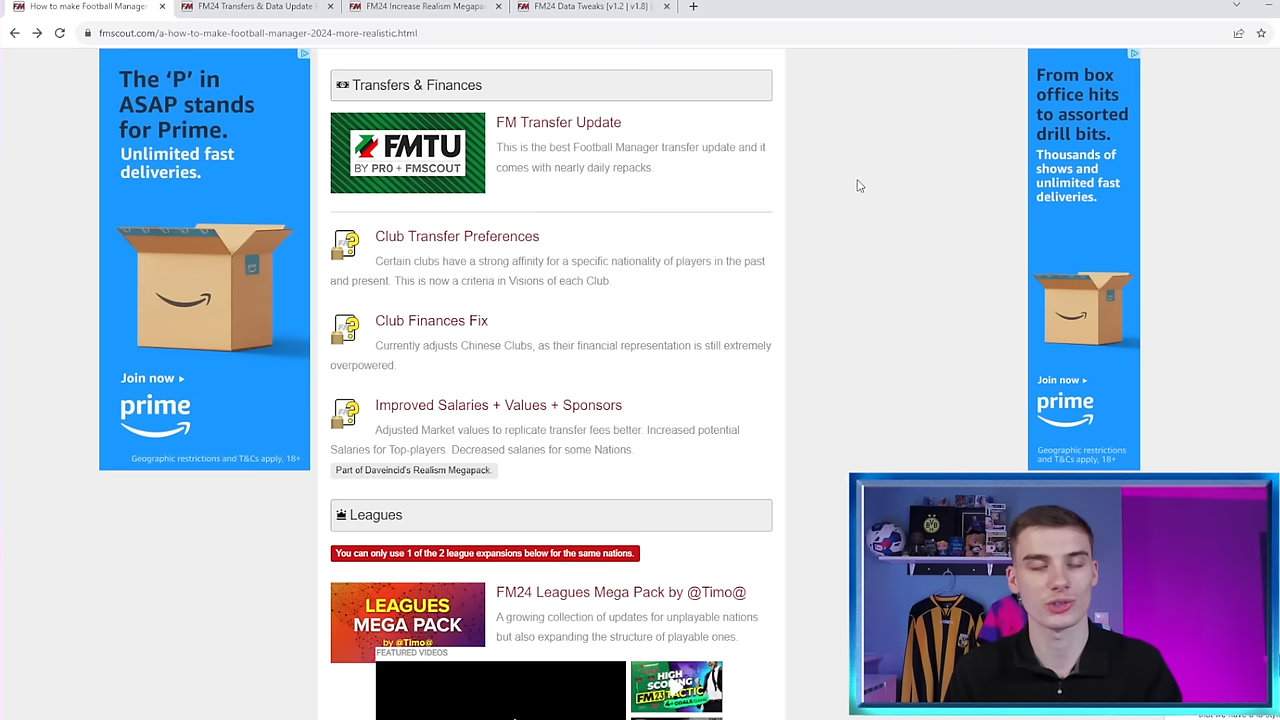 How to make Football Manager
FM24 Transfers & Data Update
FM24 Increase Realism Megapa
FM24 Data Tweaks [v1.2 | v1.8] |
fmscout.com/a-how-to-make-football-manager-2024-more-realistic.html
The 'P' in
ASAP stands
for Prime.
Unlimited fast
deliveries.
Join now
prime
Geographic restrictions and T&Cs apply, 18+
Transfers & Finances
FMTU
BY PR0 + FMSCOUT
FM Transfer Update
This is the best Football Manager transfer update and it
comes with nearly daily repacks.
Club Transfer Preferences
Certain clubs have a strong affinity for a specific nationality of players in the past
and present. This is now a criteria in Visions of each Club.
Club Finances Fix
Currently adjusts Chinese Clubs, as their financial representation is still extremely
overpowered.
Improved Salaries + Values + Sponsors
Adjusted Market values to replicate transfer fees better. Increased potential
Salaries for Top-players. Decreased salaries for some Nations.
Part of Daveincid's Realism Megapack.
Leagues
You can only use 1 of the 2 league expansions below for the same nations.
LEAGUES
MEGA PACK
by @Timo@
FM24 Leagues Mega Pack by @Timo@
A growing collection of updates for unplayable nations
but also expanding the structure of playable ones.
FEATURED VIDEOS
HIGH
SCORING
FM23 TACTIC
4+ GOALS
From box
office hits
to assorted
drill bits.
Thousands of
shows and
unlimited fast
deliveries.
Join now
prime
Geographic restrictions
and T&Cs apply, 18+
BVB
09